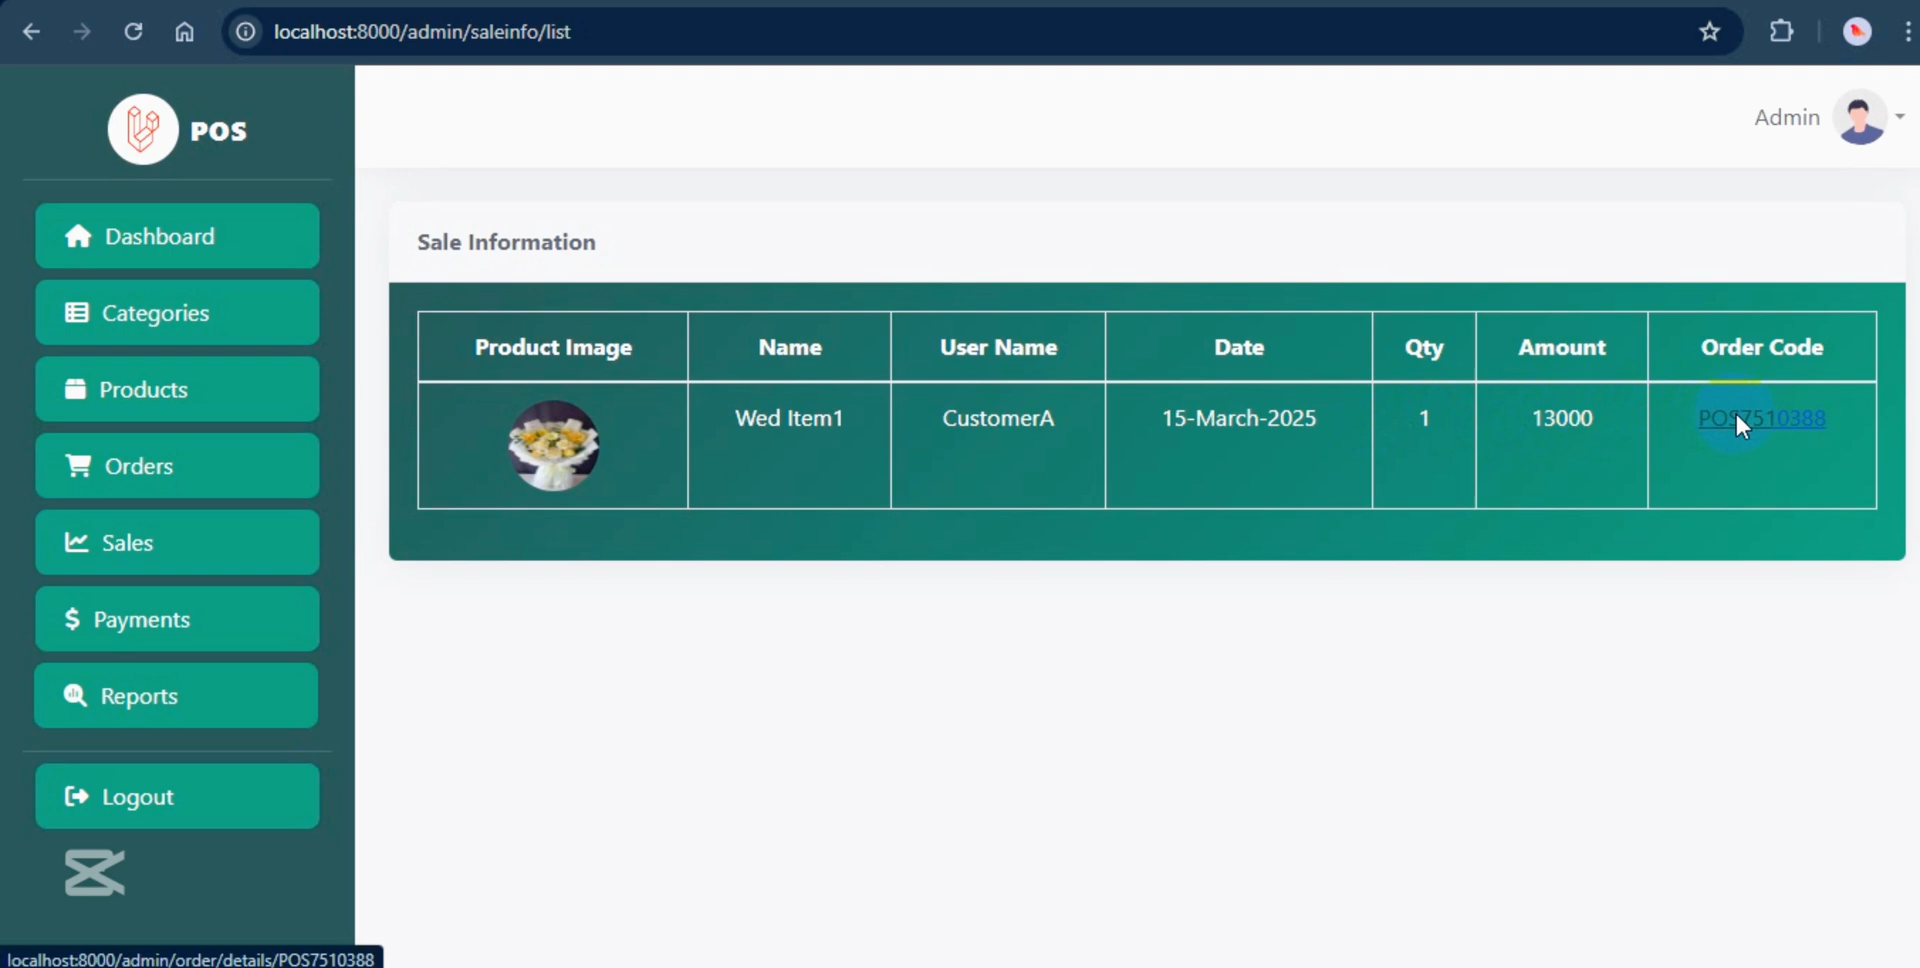 localhost:8000/admin/saleinfo/list
POS
Admin
Dashboard
Categories
Products
Orders
Sales
Payments
Reports
Logout
Sale Information
Product Image Name User Name Date Qty Amount Order Code
Wed Item1 CustomerA 15-March-2025 1 13000 POS7510388
localhost:8000/admin/order/details/POS7510388